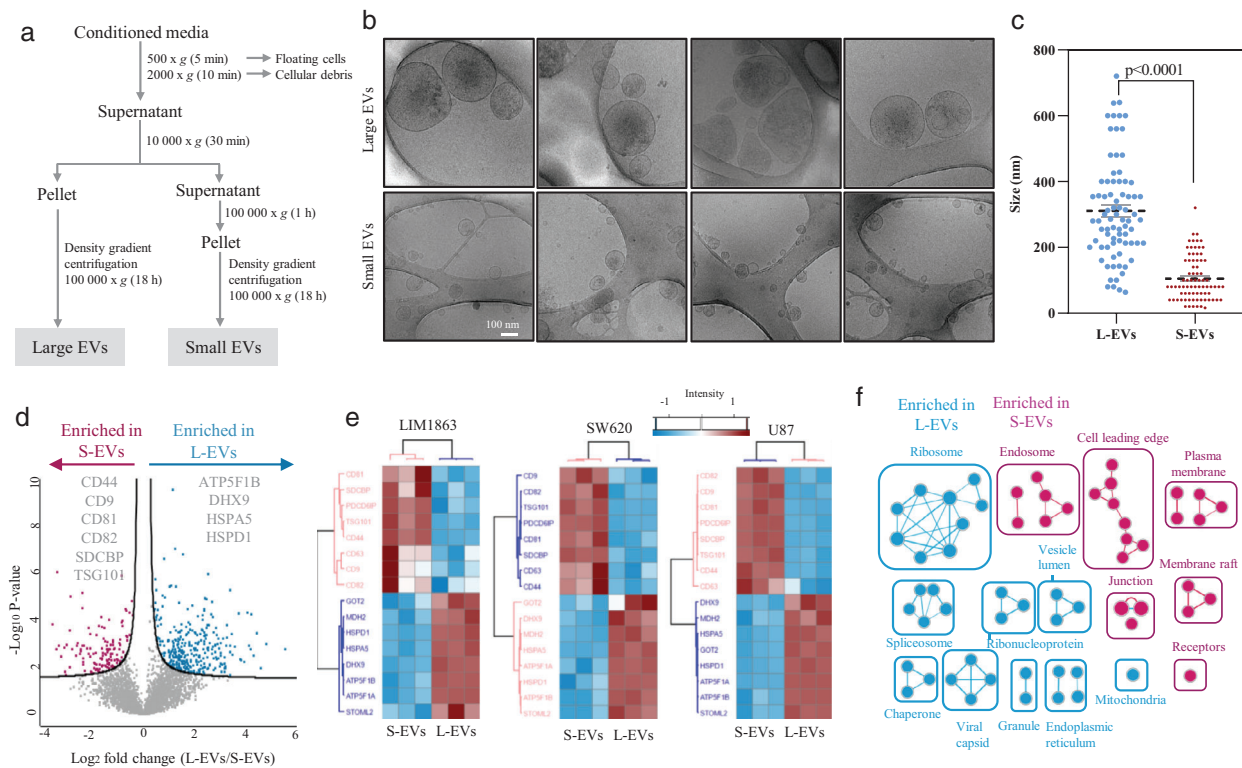 a
Conditioned media
500 x g (5 min)
Floating cells
2000 x g (10 min)
Cellular debris
Supernatant
10 000 x g (30 min)
Pellet
Supernatant
100 000 x g (1 h)
Pellet
Density gradient
centrifugation
100 000 x g (18 h)
Density gradient
centrifugation
100 000 x g (18 h)
Large EVs
Small EVs
b
Large EVs
Small EVs
100 nm
c
800
600
400
200
0
Size (nm)
p<0.0001
L-EVs
S-EVs
d
Enriched in
S-EVs
Enriched in
L-EVs
CD44
CD9
CD81
CD82
SDCBP
TSG101
ATP5F1B
DHX9
HSPA5
HSPD1
-Log10 P-value
10
8
6
4
2
0
-4
-2
0
2
4
6
Log2 fold change (L-EVs/S-EVs)
e
Intensity
-1
1
LIM1863
CD81
SDCBP
PDCD6IP
TSG101
CD44
CD63
CD9
CD82
GOT2
MDH2
HSPD1
HSPA5
DHX9
ATP5F1B
ATP5F1A
STOML2
S-EVs
L-EVs
SW620
CD9
CD82
TSG101
PDCD6IP
CD81
SDCBP
CD63
CD44
GOT2
DHX9
MDH2
HSPA5
ATP5F1A
HSPD1
ATP5F1B
STOML2
S-EVs
L-EVs
U87
CD82
CD9
CD81
PDCD6IP
SDCBP
TSG101
CD44
CD63
DHX9
MDH2
HSPA5
GOT2
HSPD1
ATP5F1A
ATP5F1B
STOML2
S-EVs
L-EVs
f
Enriched in
L-EVs
Enriched in
S-EVs
Ribosome
Endosome
Cell leading edge
Plasma
membrane
Vesicle
lumen
Membrane raft
Junction
Spliceosome
Ribonucleoprotein
Receptors
Chaperone
Viral
capsid
Granule
Endoplasmic
reticulum
Mitochondria